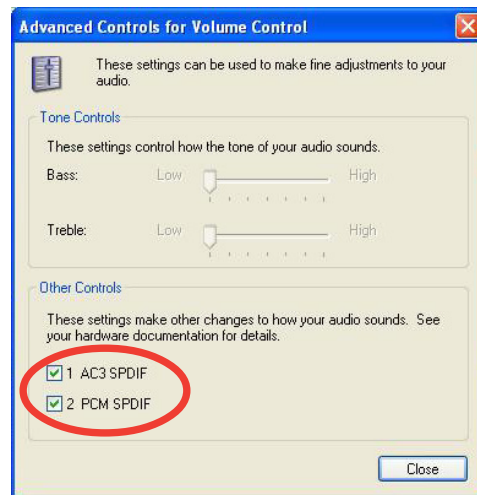 Advanced Controls for Volume Control
These settings can be used to make fine adjustments to your
audio.
Tone Controls
These settings control how the tone of your audio sounds.
Bass: Low High
Treble: Low High
Other Controls
These settings make other changes to how your audio sounds. See
your hardware documentation for details.
1 AC3 SPDIF
2 PCM SPDIF
Close